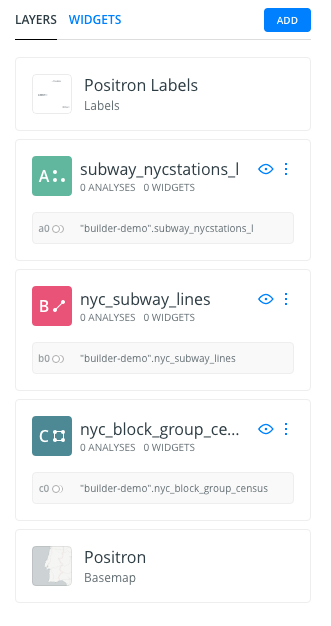 LAYERS WIDGETS ADD
Positron Labels
Labels
A subway_nycstations_l
0 ANALYSES 0 WIDGETS
a0 "builder-demo".subway_nycstations_l
B nyc_subway_lines
0 ANALYSES 0 WIDGETS
b0 "builder-demo".nyc_subway_lines
C nyc_block_group_ce...
0 ANALYSES 0 WIDGETS
c0 "builder-demo".nyc_block_group_census
Positron
Basemap